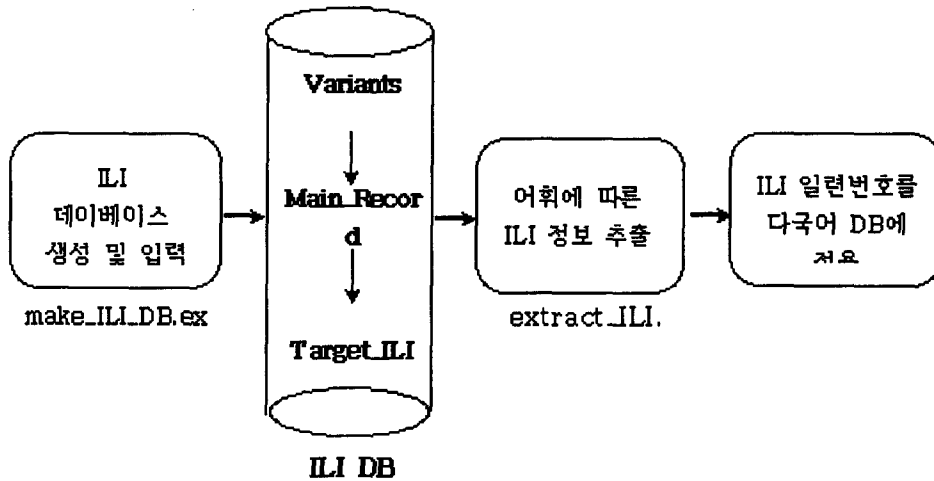 ILI
데이베이스
생성 및 입력
make_ILI_DB.ex
Variants
Main_Recor
d
Target_ILI
ILI DB
어휘에 따른
ILI 정보 추출
extract_ILI.
ILI 일련번호를
다국어 DB에